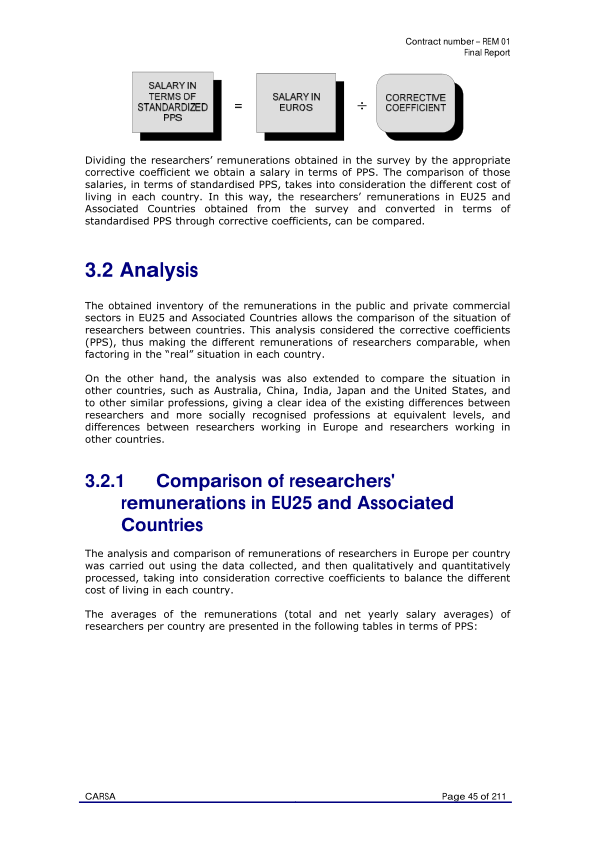 Contract number – REM 01
Final Report
SALARY IN
TERMS OF
STANDARDIZED
PPS
=
SALARY IN
EUROS
÷
CORRECTIVE
COEFFICIENT
Dividing the researchers' remunerations obtained in the survey by the appropriate
corrective coefficient we obtain a salary in terms of PPS. The comparison of those
salaries, in terms of standardised PPS, takes into consideration the different cost of
living in each country. In this way, the researchers' remunerations in EU25 and
Associated Countries obtained from the survey and converted in terms of
standardised PPS through corrective coefficients, can be compared.
3.2 Analysis
The obtained inventory of the remunerations in the public and private commercial
sectors in EU25 and Associated Countries allows the comparison of the situation of
researchers between countries. This analysis considered the corrective coefficients
(PPS), thus making the different remunerations of researchers comparable, when
factoring in the “real” situation in each country.
On the other hand, the analysis was also extended to compare the situation in
other countries, such as Australia, China, India, Japan and the United States, and
to other similar professions, giving a clear idea of the existing differences between
researchers and more socially recognised professions at equivalent levels, and
differences between researchers working in Europe and researchers working in
other countries.
3.2.1 Comparison of researchers'
remunerations in EU25 and Associated
Countries
The analysis and comparison of remunerations of researchers in Europe per country
was carried out using the data collected, and then qualitatively and quantitatively
processed, taking into consideration corrective coefficients to balance the different
cost of living in each country.
The averages of the remunerations (total and net yearly salary averages) of
researchers per country are presented in the following tables in terms of PPS:
CARSA
Page 45 of 211